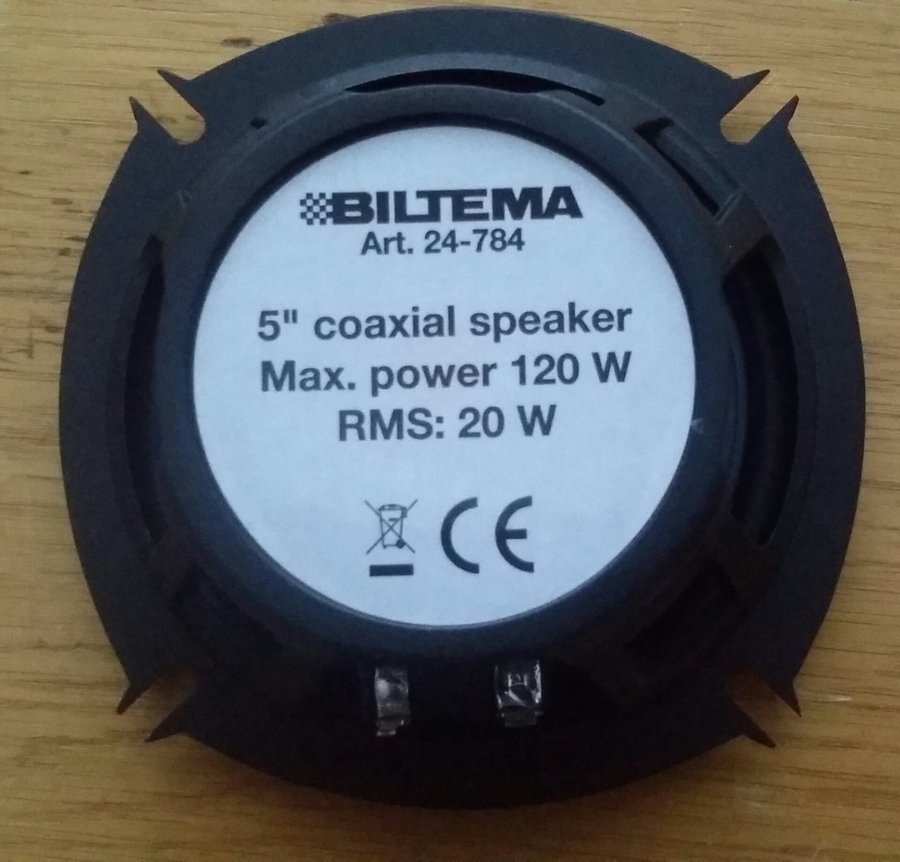 BILTEMA
Art. 24-784
5" coaxial speaker
Max. power 120 W
RMS: 20 W
CE